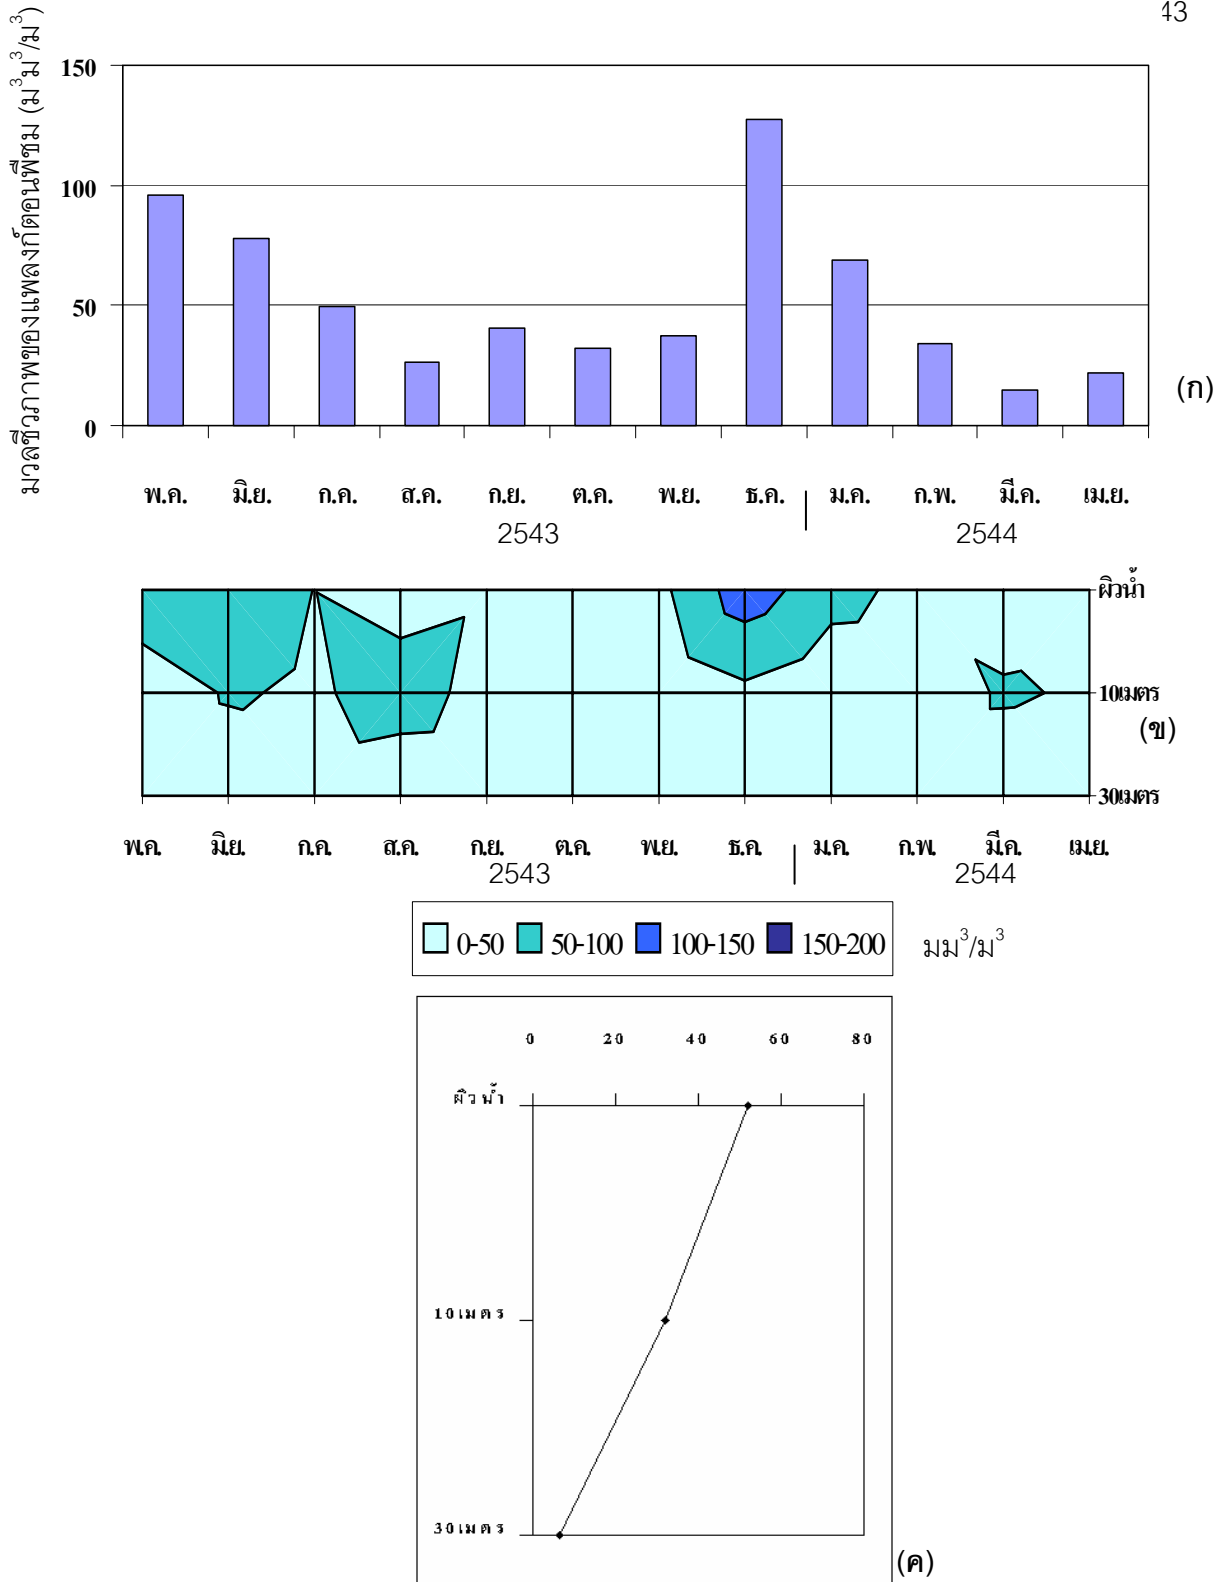 43
มวลชีวภาพของแพลงก์ตอนพืชม (ม³ม³/ม³)
150
100
50
0
(ก)
พ.ค. มิ.ย. ก.ค. ส.ค. ก.ย. ต.ค. พ.ย. ธ.ค. ม.ค. ก.พ. มี.ค. เม.ย.
2543 2544
ผิวน้ำ
10เมตร
(ข)
30เมตร
พ.ค. มิ.ย. ก.ค. ส.ค. ก.ย. ต.ค. พ.ย. ธ.ค. ม.ค. ก.พ. มี.ค. เม.ย.
2543 2544
0-50 50-100 100-150 150-200 มม³/ม³
0 20 40 60 80
ผิวน้ำ
10เมตร
30เมตร
(ค)